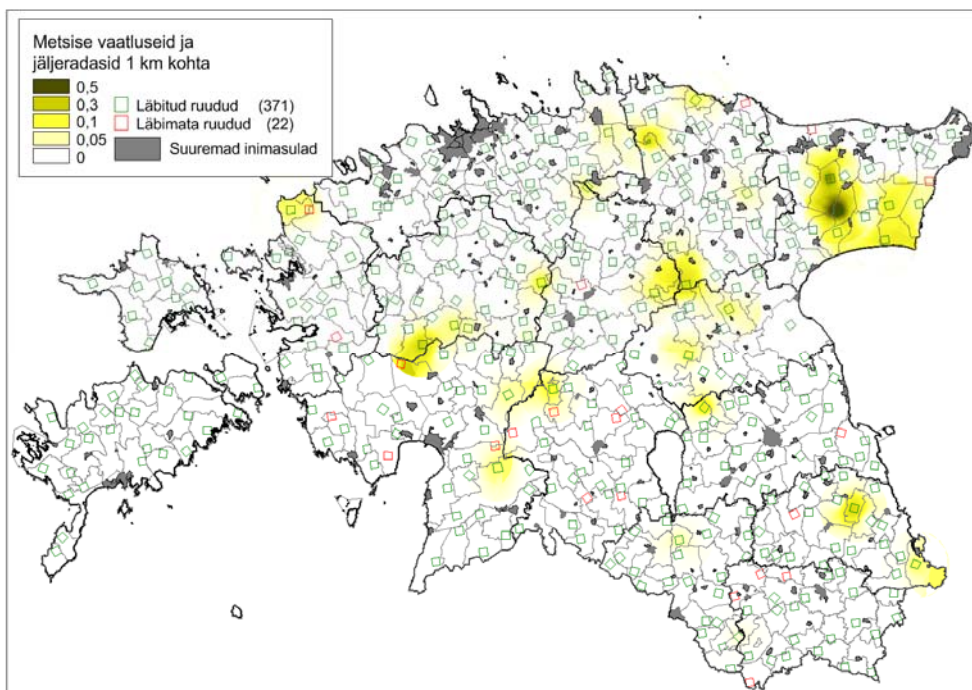 Metsise vaatluseid ja
jäljeradasid 1 km kohta
0,5
0,3
0,1
0,05
0
Läbitud ruudud (371)
Läbimata ruudud (22)
Suuremad inimasulad